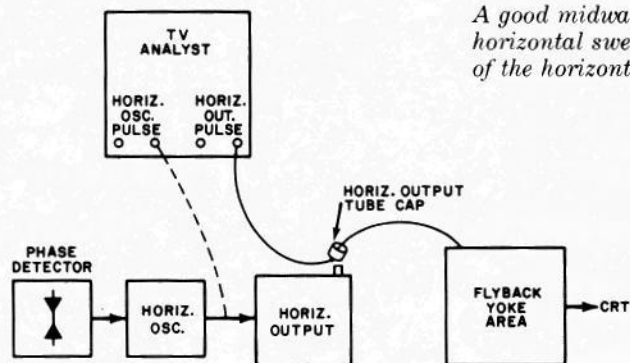 A good midwa
horizontal swe
of the horizont
TV
ANALYST
HORIZ.
OSC.
PULSE
HORIZ.
OUT.
PULSE
HORIZ. OUTPUT
TUBE CAP
PHASE
DETECTOR
HORIZ.
OSC.
HORIZ.
OUTPUT
FLYBACK
YOKE
AREA
CRT